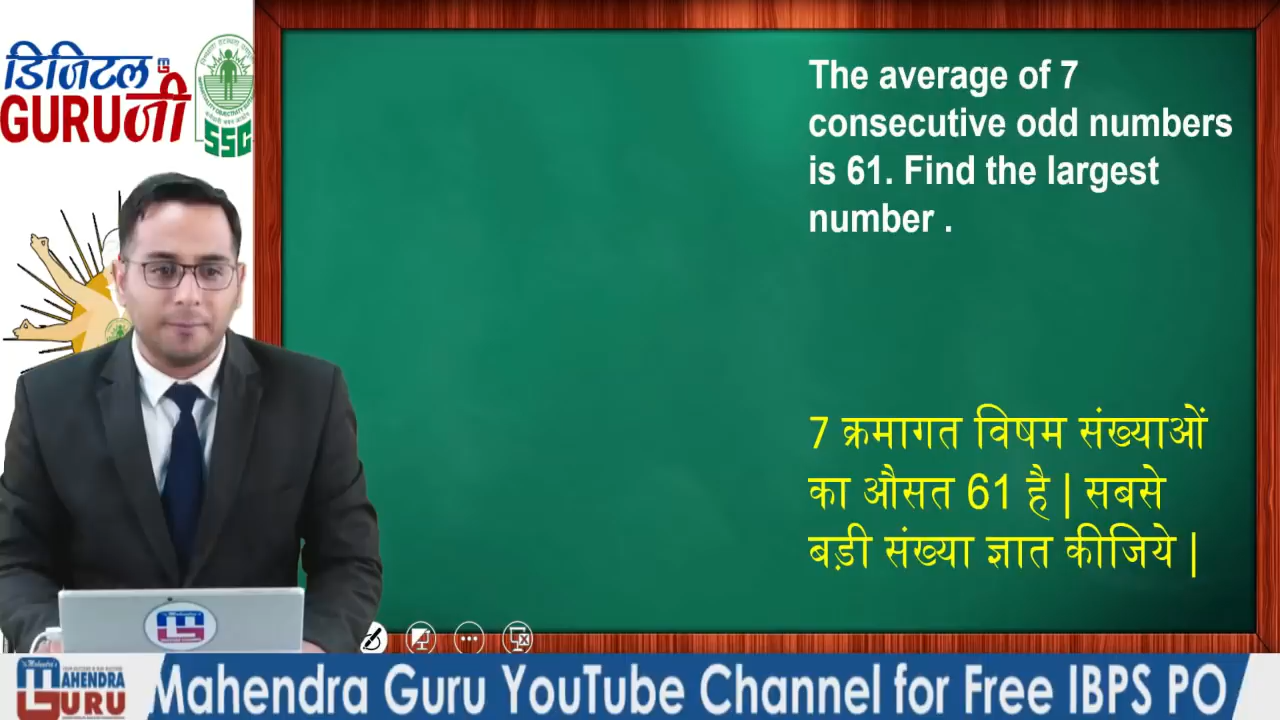 डिजिटल
GURUजी
SSC
The average of 7
consecutive odd numbers
is 61. Find the largest
number .
7 क्रमागत विषम संख्याओं
का औसत 61 है | सबसे
बड़ी संख्या ज्ञात कीजिये |
MAHENDRA
GURU
Mahendra Guru YouTube Channel for Free IBPS PO